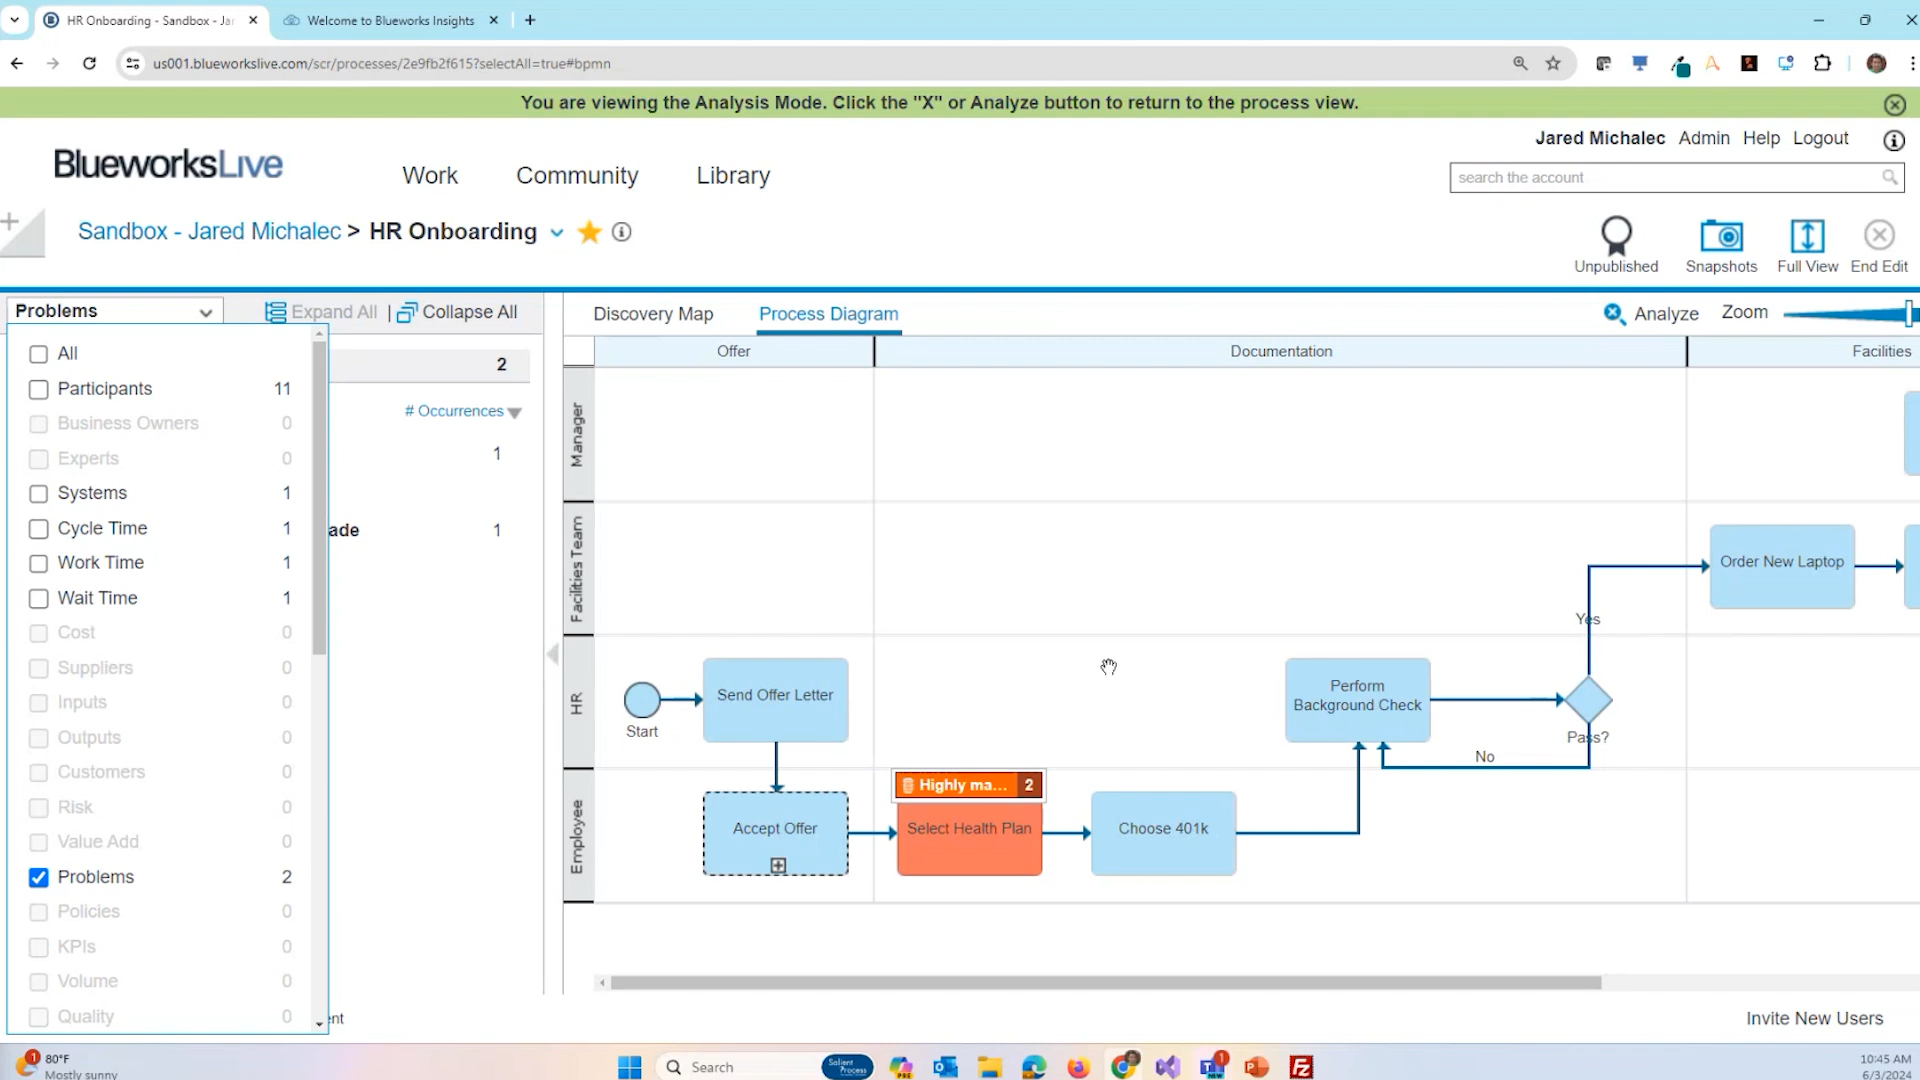 HR Onboarding - Sandbox - Ja
Welcome to Blueworks Insights
us001.blueworkslive.com/scr/processes/2e9fb2f615?selectAll=true#bpmn
You are viewing the Analysis Mode. Click the "X" or Analyze button to return to the process view.
Jared Michalec Admin Help Logout
BlueworksLive
Work Community Library
search the account
Sandbox - Jared Michalec > HR Onboarding
Unpublished Snapshots Full View End Edit
Problems
Expand All | Collapse All
Discovery Map Process Diagram
Analyze Zoom
All
Participants 11
Business Owners 0
Experts 0
Systems 1
Cycle Time 1
Work Time 1
Wait Time 1
Cost 0
Suppliers 0
Inputs 0
Outputs 0
Customers 0
Risk 0
Value Add 0
Problems 2
Policies 0
KPIs 0
Volume 0
Quality 0
2
# Occurrences
1
ade 1
ent
Offer Documentation Facilities
Manager
Facilities Team
Order New Laptop
Yes
HR
Start
Send Offer Letter
Perform
Background Check
Pass?
No
Employee
Accept Offer
Highly ma... 2
Select Health Plan
Choose 401k
Invite New Users
1
80°F
Mostly sunny
Search
Salient
Process
PRE
NEW
1
10:45 AM
6/3/2024